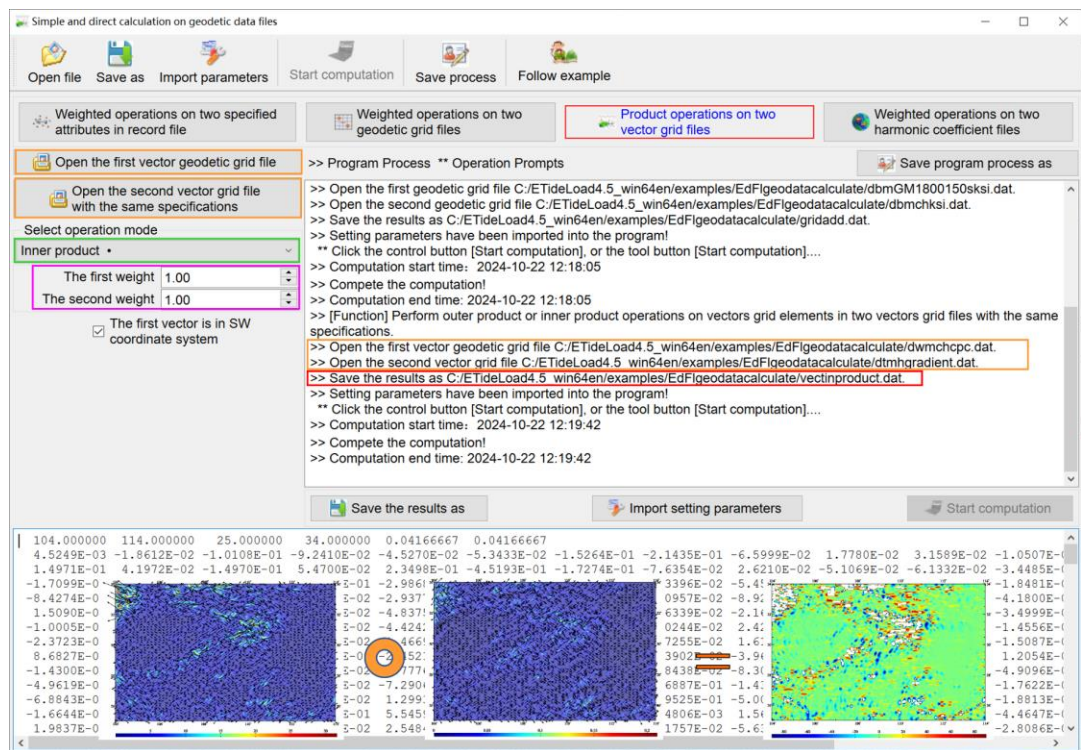 Simple and direct calculation on geodetic data files
Open file Save as Import parameters Start computation Save process Follow example
Weighted operations on two specified attributes in record file
Weighted operations on two geodetic grid files
Product operations on two vector grid files
Weighted operations on two harmonic coefficient files
Open the first vector geodetic grid file
Open the second vector grid file
with the same specifications
Select operation mode
Inner product •
The first weight 1.00
The second weight 1.00
The first vector is in SW
coordinate system
>> Program Process ** Operation Prompts
Save program process as
>> Open the first geodetic grid file C:/ETideLoad4.5_win64en/examples/EdFlgeodatacalculate/dbmGM1800150sksi.dat.
>> Open the second geodetic grid file C:/ETideLoad4.5_win64en/examples/EdFlgeodatacalculate/dbmchksi.dat.
>> Save the results as C:/ETideLoad4.5_win64en/examples/EdFlgeodatacalculate/gridadd.dat.
>> Setting parameters have been imported into the program!
** Click the control button [Start computation], or the tool button [Start computation]....
>> Computation start time: 2024-10-22 12:18:05
>> Compete the computation!
>> Computation end time: 2024-10-22 12:18:05
>> [Function] Perform outer product or inner product operations on vectors grid elements in two vectors grid files with the same
specifications.
>> Open the first vector geodetic grid file C:/ETideLoad4.5_win64en/examples/EdFlgeodatacalculate/dwmchcpc.dat.
>> Open the second vector grid file C:/ETideLoad4.5_win64en/examples/EdFlgeodatacalculate/dtmhgradient.dat.
>> Save the results as C:/ETideLoad4.5_win64en/examples/EdFlgeodatacalculate/vectinproduct.dat.
>> Setting parameters have been imported into the program!
** Click the control button [Start computation], or the tool button [Start computation]....
>> Computation start time: 2024-10-22 12:19:42
>> Compete the computation!
>> Computation end time: 2024-10-22 12:19:42
Save the results as Import setting parameters Start computation
104.000000 114.000000 25.000000 34.000000 0.04166667 0.04166667
4.5249E-03 -1.8612E-02 -1.0108E-01 -9.2410E-02 -4.5270E-02 -5.3433E-02 -1.5264E-01 -2.1435E-01 -6.5999E-02 1.7780E-02 3.1589E-02
1.4971E-01 4.1972E-02 -1.4970E-01 5.4700E-02 2.3498E-01 -4.5193E-01 -1.7274E-01 -7.6354E-02 2.6210E-02 -5.1069E-02 -6.1332E-02